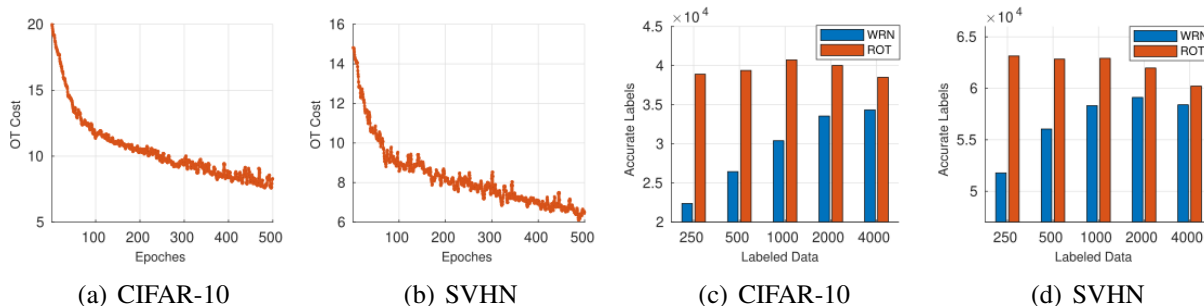 20
15
10
5
OT Cost
100 200 300 400 500
Epoches
(a) CIFAR-10
16
14
12
10
8
6
OT Cost
100 200 300 400 500
Epoches
(b) SVHN
×10⁴
4.5
4
3.5
3
2.5
2
Accurate Labels
WRN
ROT
250 500 1000 2000 4000
Labeled Data
(c) CIFAR-10
×10⁴
6.5
6
5.5
5
Accurate Labels
WRN
ROT
250 500 1000 2000 4000
Labeled Data
(d) SVHN